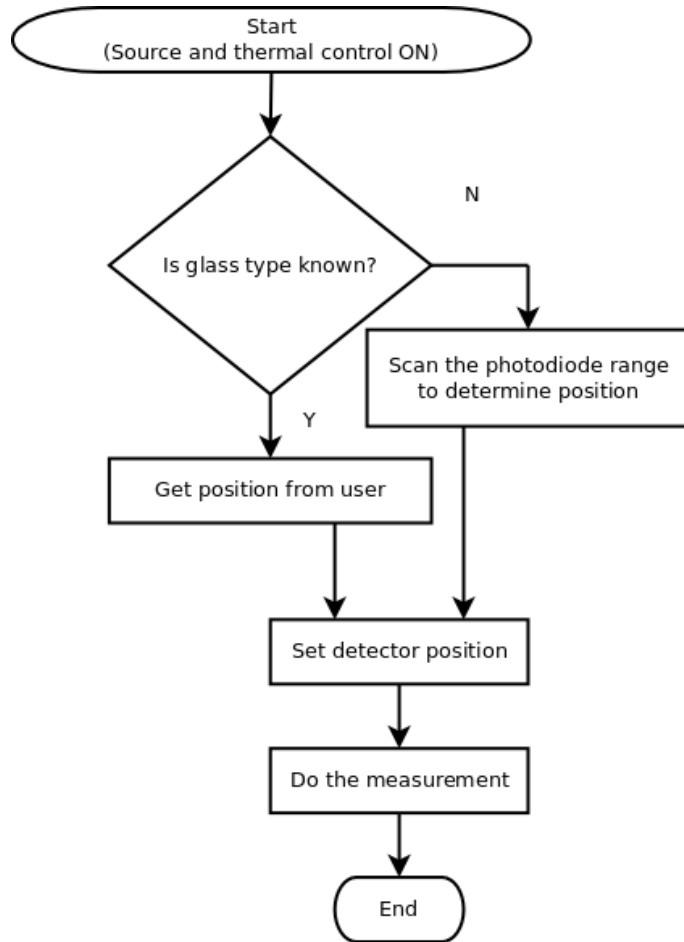 Start
(Source and thermal control ON)
N
Is glass type known?
Scan the photodiode range
to determine position
Y
Get position from user
Set detector position
Do the measurement
End